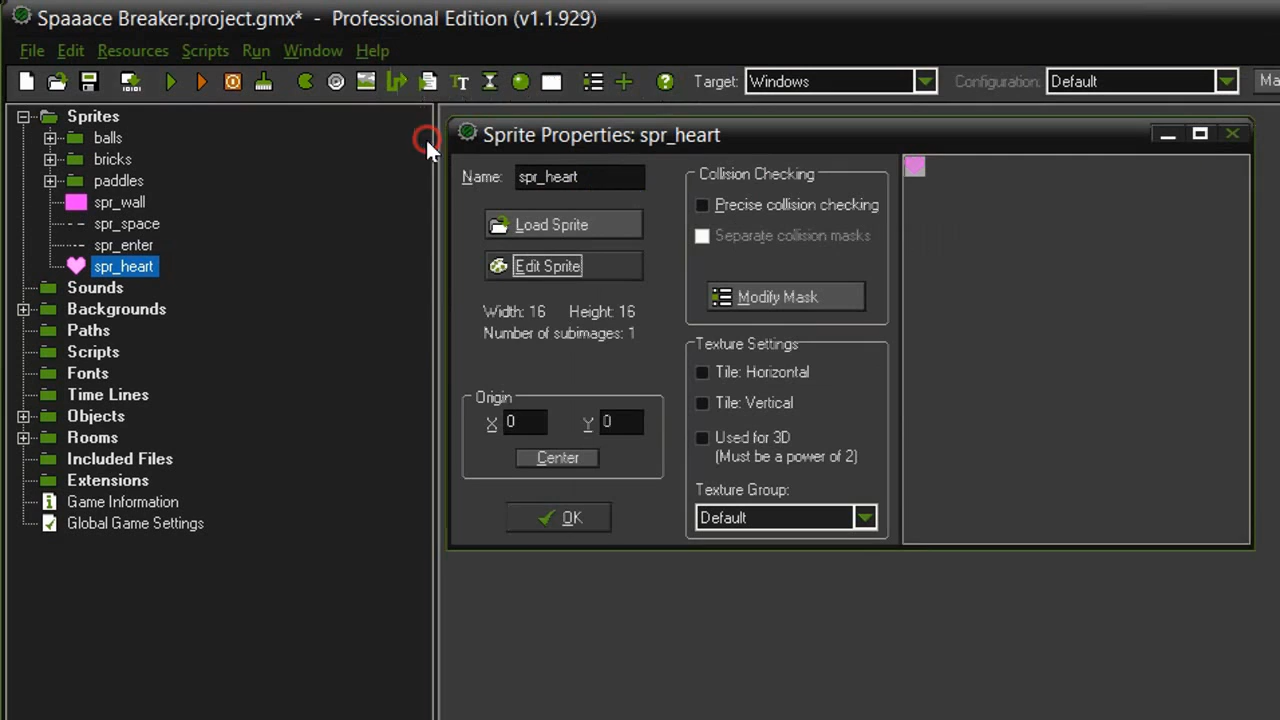 Spaaace Breaker.project.gmx* - Professional Edition (v1.1.929)
File Edit Resources Scripts Run Window Help
Target: Windows Configuration: Default
Sprites
balls
bricks
paddles
spr_wall
spr_space
spr_enter
spr_heart
Sounds
Backgrounds
Paths
Scripts
Fonts
Time Lines
Objects
Rooms
Included Files
Extensions
Game Information
Global Game Settings
Sprite Properties: spr_heart
Name: spr_heart
Load Sprite
Edit Sprite
Width: 16 Height: 16
Number of subimages: 1
Origin
X 0 Y 0
Center
OK
Collision Checking
Precise collision checking
Separate collision masks
Modify Mask
Texture Settings
Tile: Horizontal
Tile: Vertical
Used for 3D
(Must be a power of 2)
Texture Group:
Default